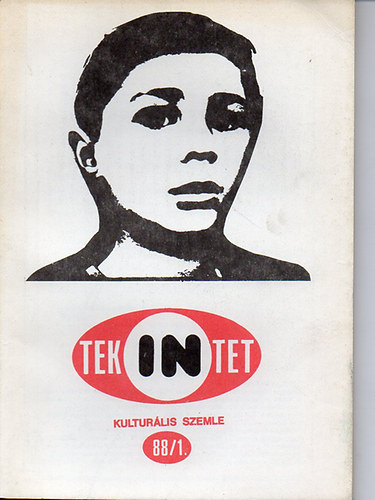 TEKINTET
KULTURÁLIS SZEMLE
88/1.